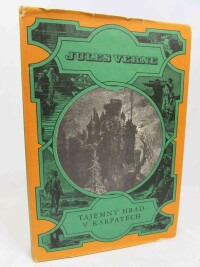 JULES VERNE
TAJEMNÝ HRAD
V KARPATECH